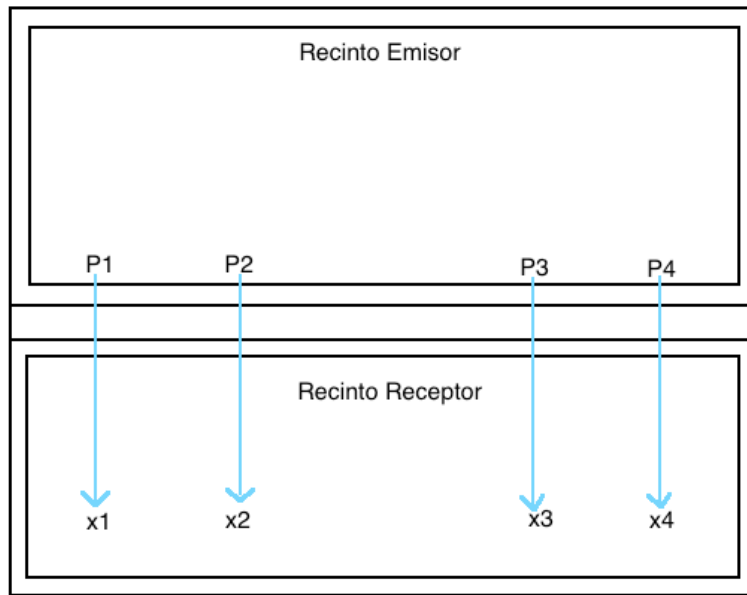 Recinto Emisor
P1 P2 P3 P4
Recinto Receptor
x1 x2 x3 x4